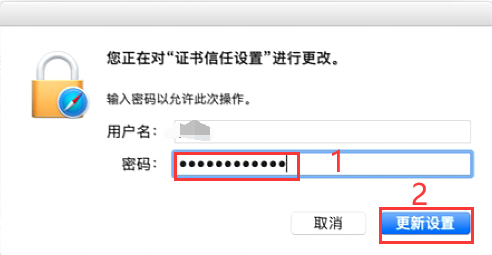 您正在对“证书信任设置”进行更改。
输入密码以允许此次操作。
用户名：
密码： ●●●●●●●●●●●● 1
2
取消 更新设置